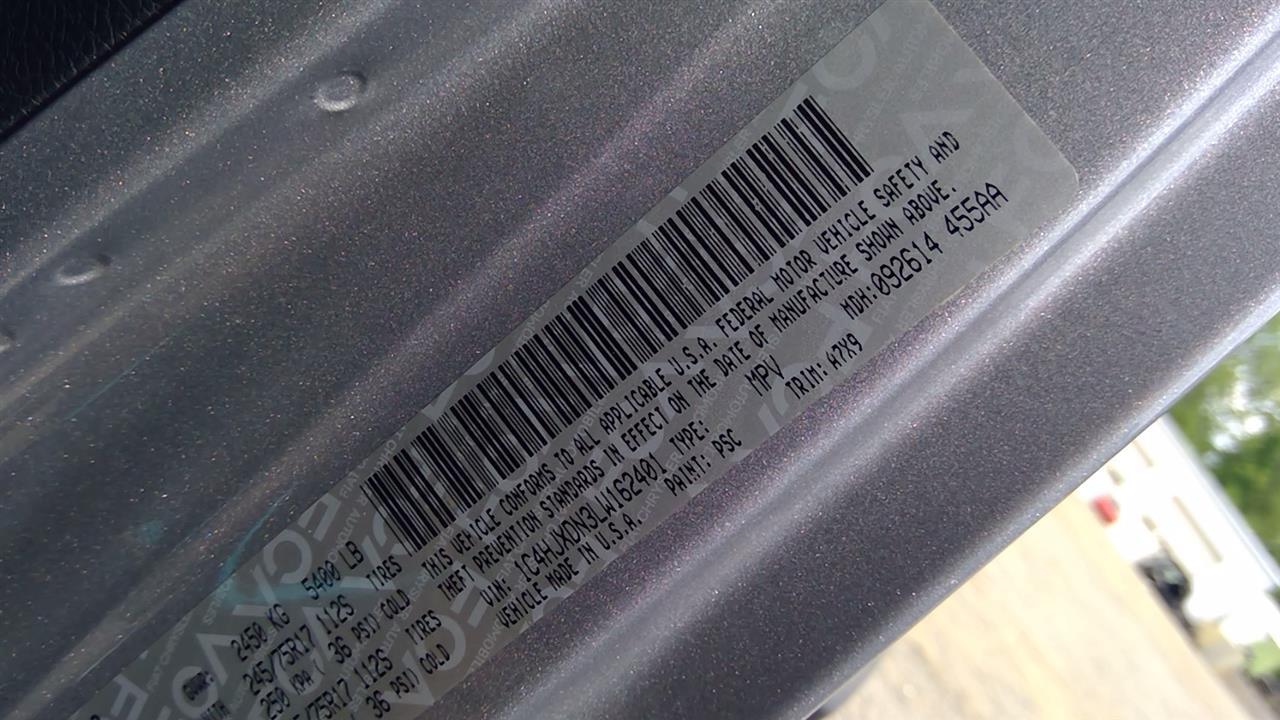 GVWR: 2450 KG 5400 LB
245/75R17 112S TIRES
250 KPA/ 36 PSI COLD
75R17 112S TIRES
36 PSI COLD
THIS VEHICLE CONFORMS TO ALL APPLICABLE U.S.A. FEDERAL MOTOR VEHICLE SAFETY AND
THEFT PREVENTION STANDARDS IN EFFECT ON THE DATE OF MANUFACTURE SHOWN ABOVE.
VIN: 1C4HJXDN3LW162401 TYPE: MPV MDH:092614 455AA
VEHICLE MADE IN U.S.A. PAINT: PSC TRIM: A7X9